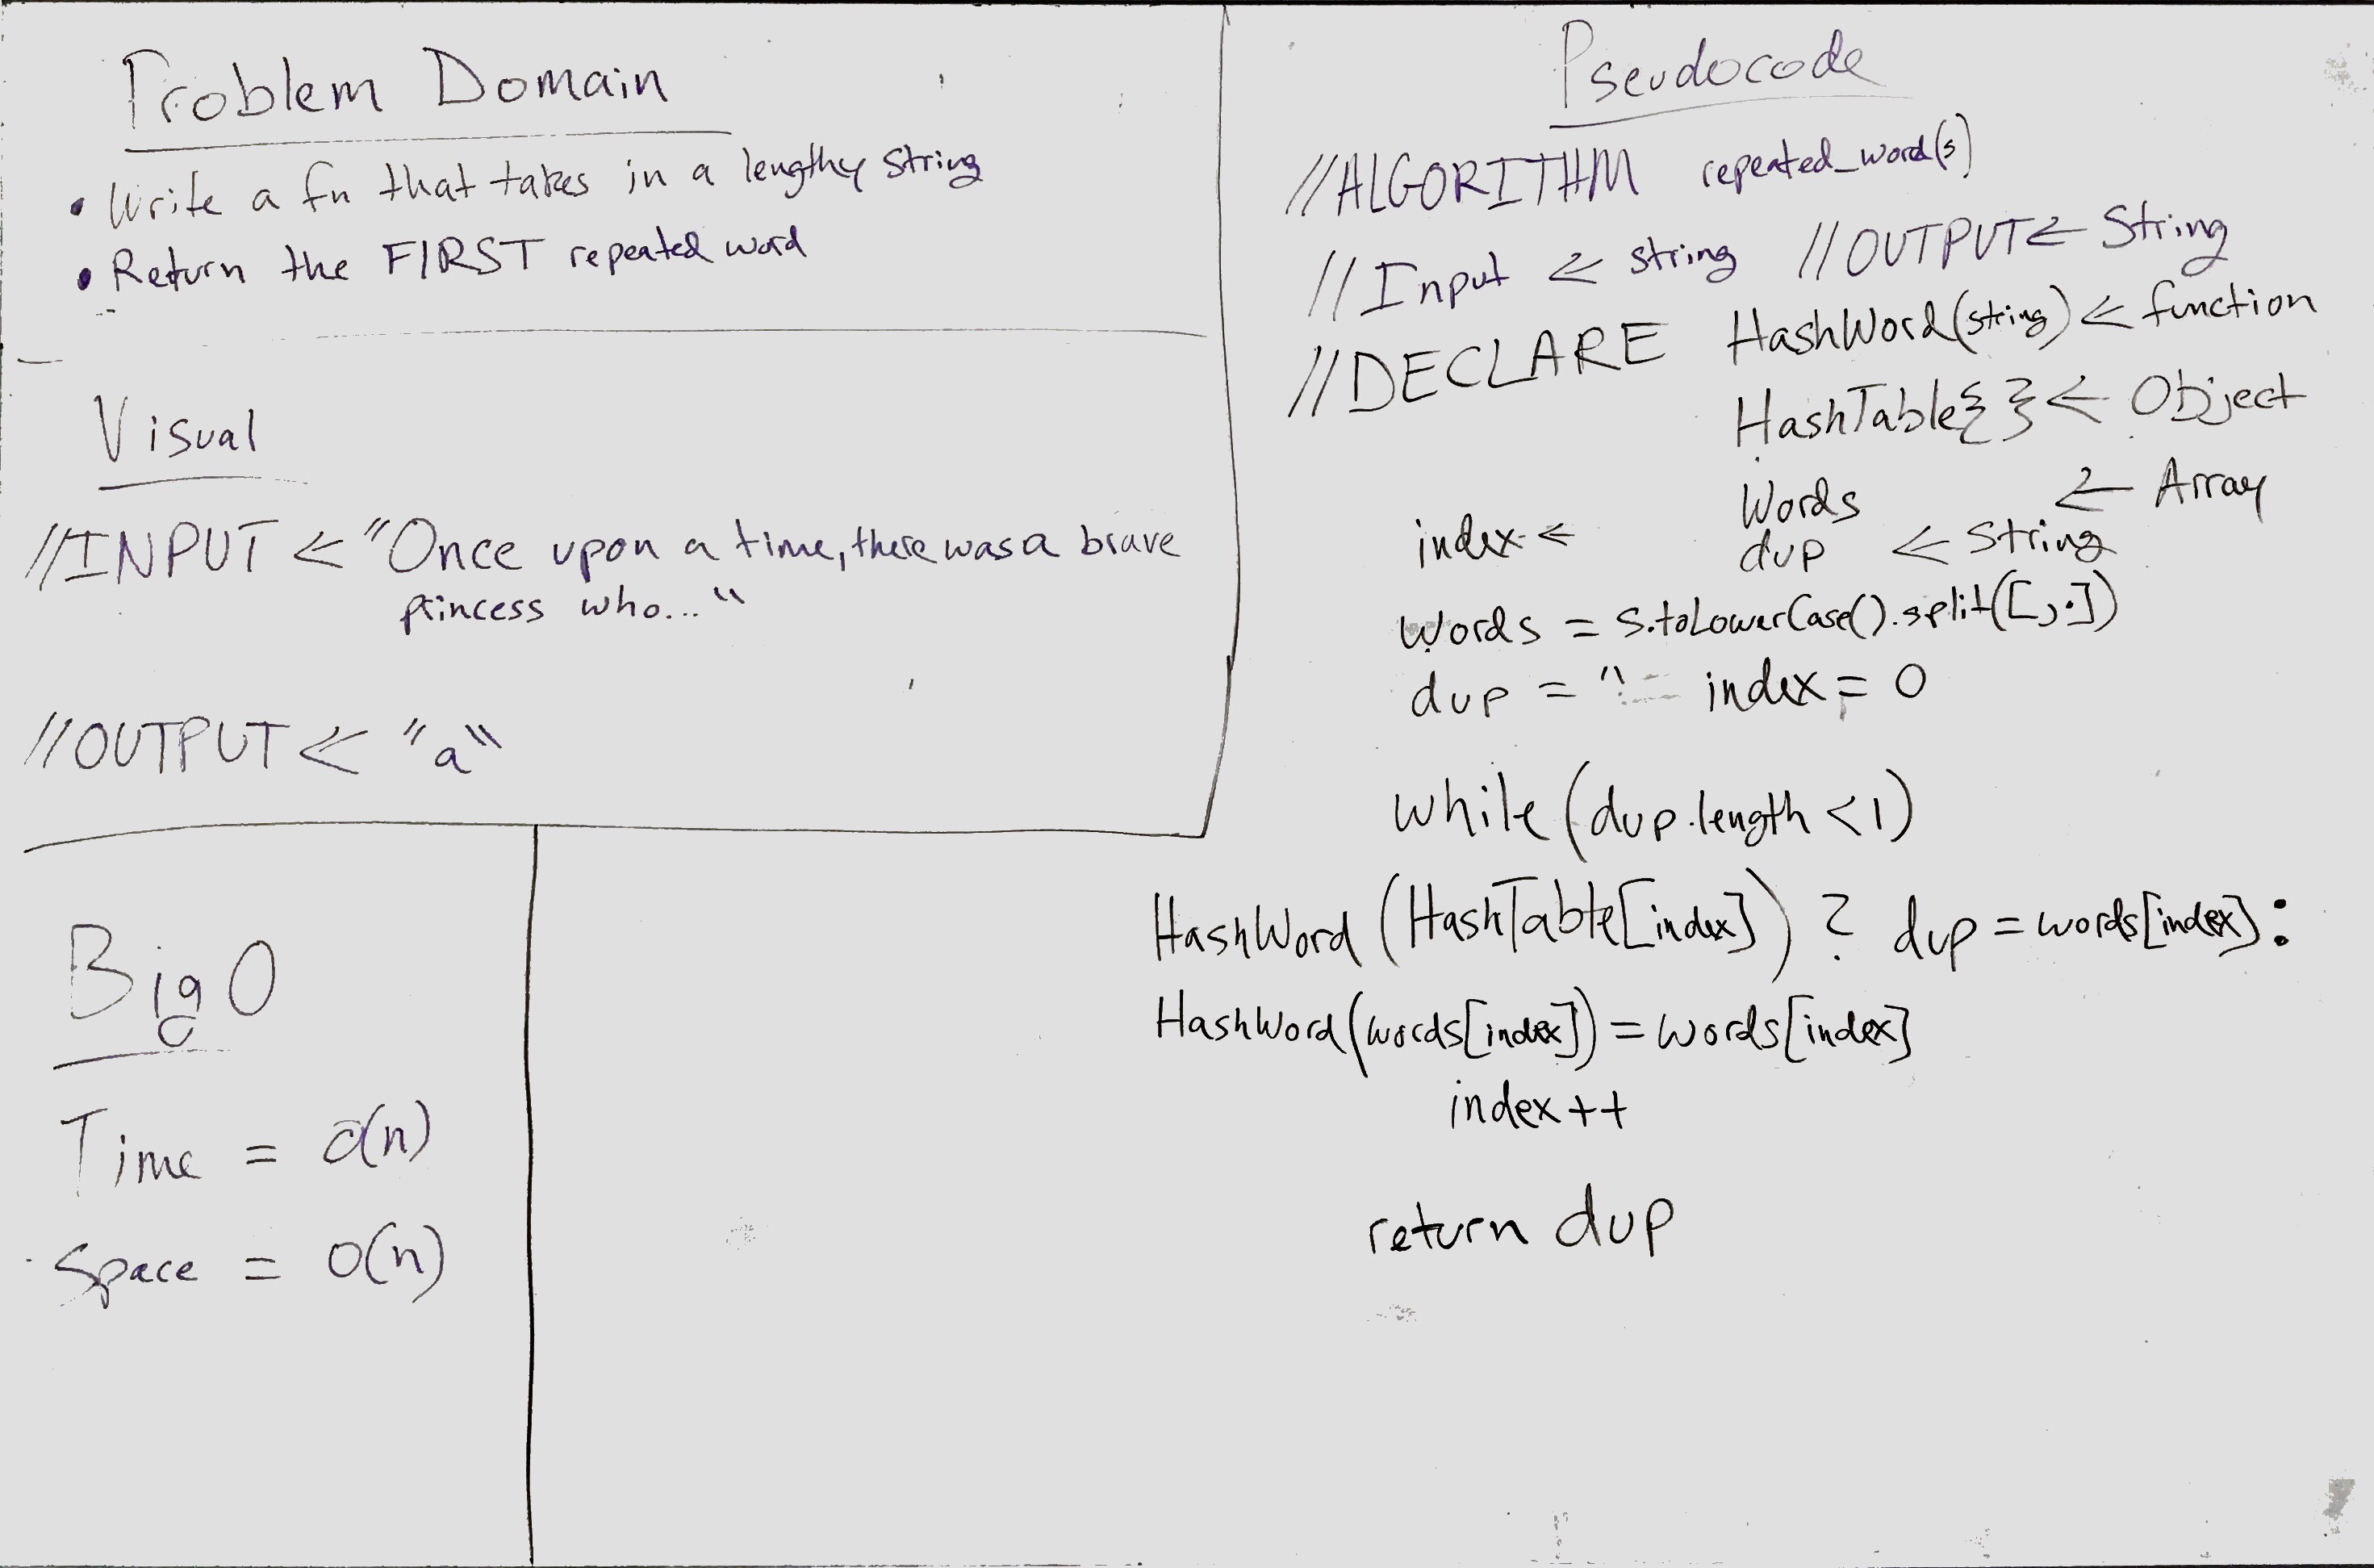 Problem Domain
• Write a fn that takes in a lengthy string
• Return the FIRST repeated word
Visual
//INPUT <= "Once upon a time, there was a brave
princess who..."
//OUTPUT <= "a"
Big O
Time = O(n)
Space = O(n)
Pseudocode
//ALGORITHM repeated_word(s)
//Input <= string //OUTPUT <= String
//DECLARE HashWord(string) <= function
HashTable{ } <= Object
Words <= Array
index <= dup <= String
words = s.toLowerCase().split([,.])
dup = " index = 0
while (dup.length < 1)
HashWord (HashTable[index]) ? dup = words[index] :
HashWord(words[index]) = words[index]
index ++
return dup